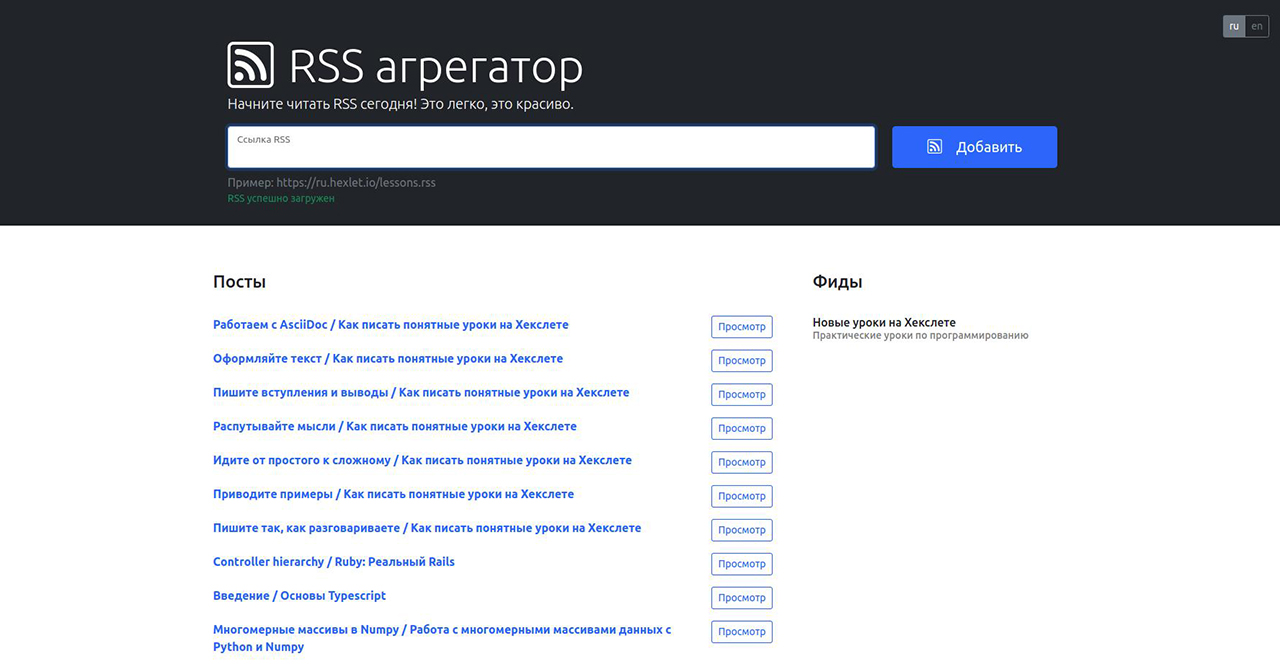 ru en
RSS агрегатор
Начните читать RSS сегодня! Это легко, это красиво.
Ссылка RSS
Добавить
Пример: https://ru.hexlet.io/lessons.rss
RSS успешно загружен
Посты
Работаем с AsciiDoc / Как писать понятные уроки на Хекслете
Просмотр
Оформляйте текст / Как писать понятные уроки на Хекслете
Просмотр
Пишите вступления и выводы / Как писать понятные уроки на Хекслете
Просмотр
Распутывайте мысли / Как писать понятные уроки на Хекслете
Просмотр
Идите от простого к сложному / Как писать понятные уроки на Хекслете
Просмотр
Приводите примеры / Как писать понятные уроки на Хекслете
Просмотр
Пишите так, как разговариваете / Как писать понятные уроки на Хекслете
Просмотр
Controller hierarchy / Ruby: Реальный Rails
Просмотр
Введение / Основы Typescript
Просмотр
Многомерные массивы в Numpy / Работа с многомерными массивами данных с
Python и Numpy
Просмотр
Фиды
Новые уроки на Хекслете
Практические уроки по программированию